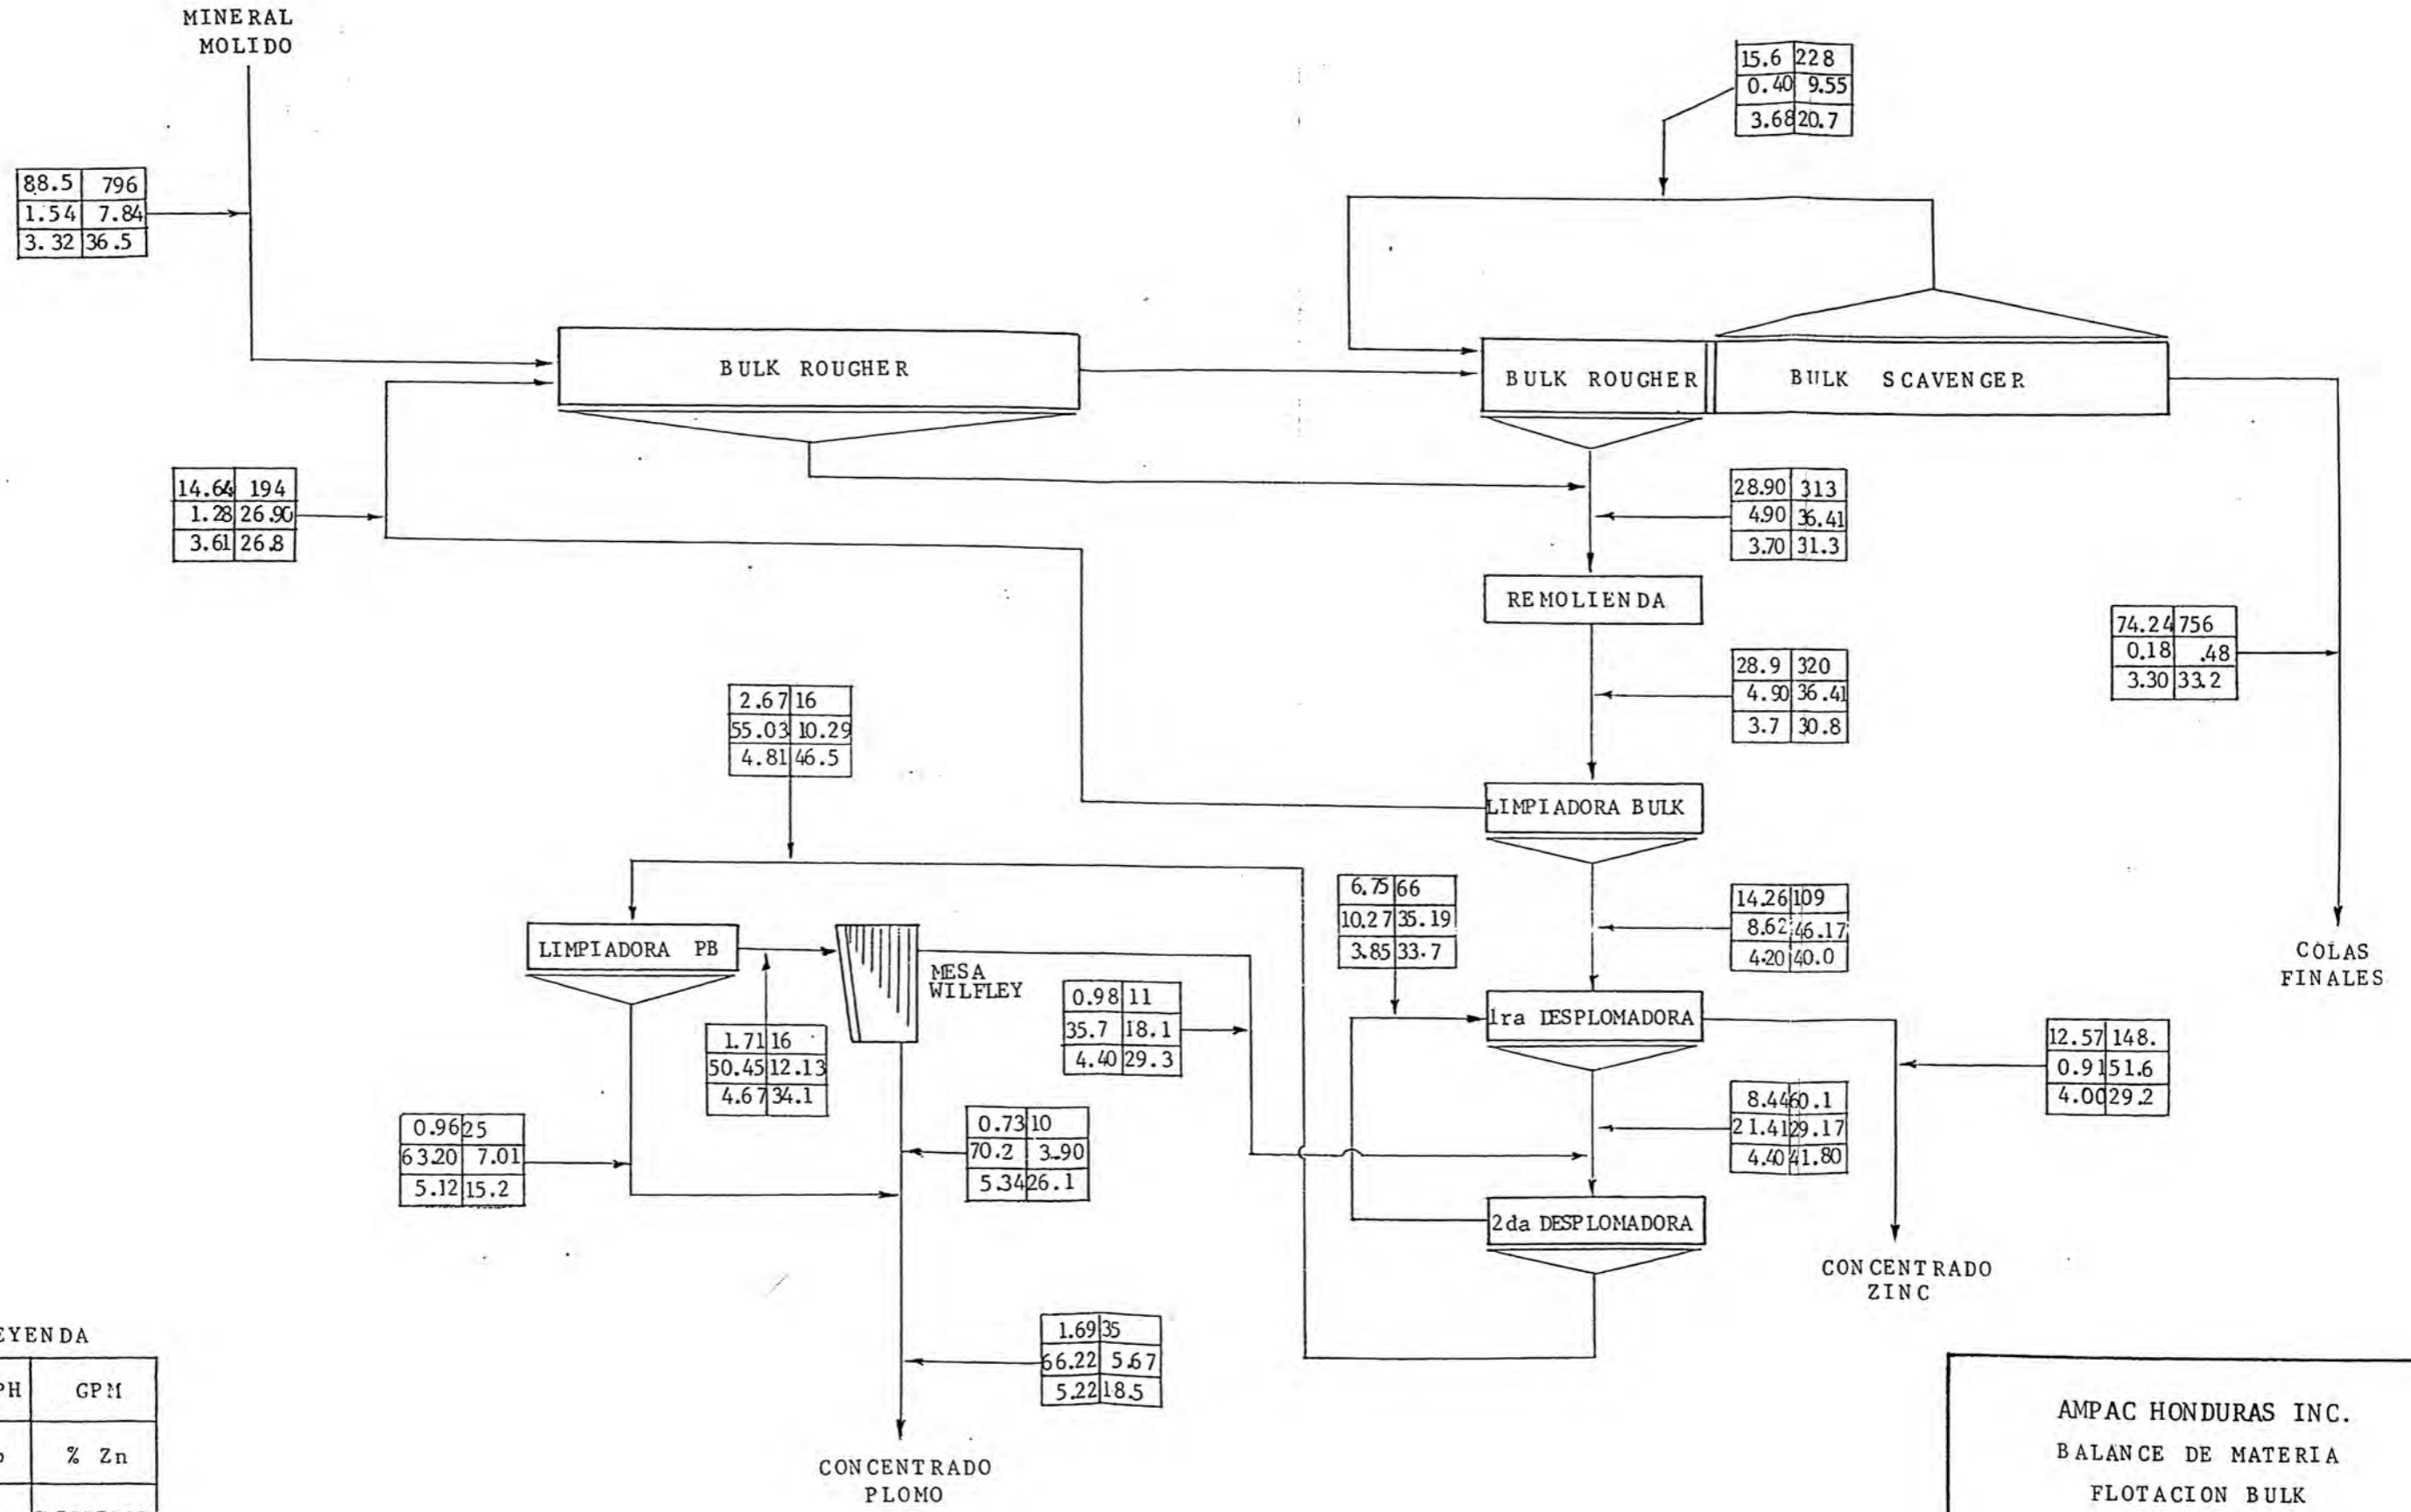 MINERAL
MOLIDO
15.6 228
0.40 9.55
3.68 20.7
88.5 796
1.54 7.84
3.32 36.5
BULK ROUGHER
BULK ROUGHER
BULK SCAVENGER
14.64 194
1.28 26.90
3.61 26.8
28.90 313
4.90 36.41
3.70 31.3
REMOLIENDA
74.24 756
0.18 .48
3.30 33.2
28.9 320
4.90 36.41
3.7 30.8
2.67 16
55.03 10.29
4.81 46.5
LIMPIADORA BULK
6.75 66
10.27 35.19
3.85 33.7
14.26 109
8.62 46.17
4.20 40.0
LIMPIADORA PB
MESA
WILFLEY
COLAS
FINALES
0.98 11
35.7 18.1
4.40 29.3
1ra DESPLOMADORA
1.71 16
50.45 12.13
4.67 34.1
12.57 148.
0.91 51.6
4.00 29.2
8.44 60.1
21.41 29.17
4.40 41.80
0.96 25
63.20 7.01
5.12 15.2
0.73 10
70.2 3.90
5.34 26.1
2da DESPLOMADORA
CONCENTRADO
ZINC
1.69 35
66.22 5.67
5.22 18.5
EYENDA
PH GPM
% Zn
CONCENTRADO
PLOMO
AMPAC HONDURAS INC.
BALANCE DE MATERIA
FLOTACION BULK